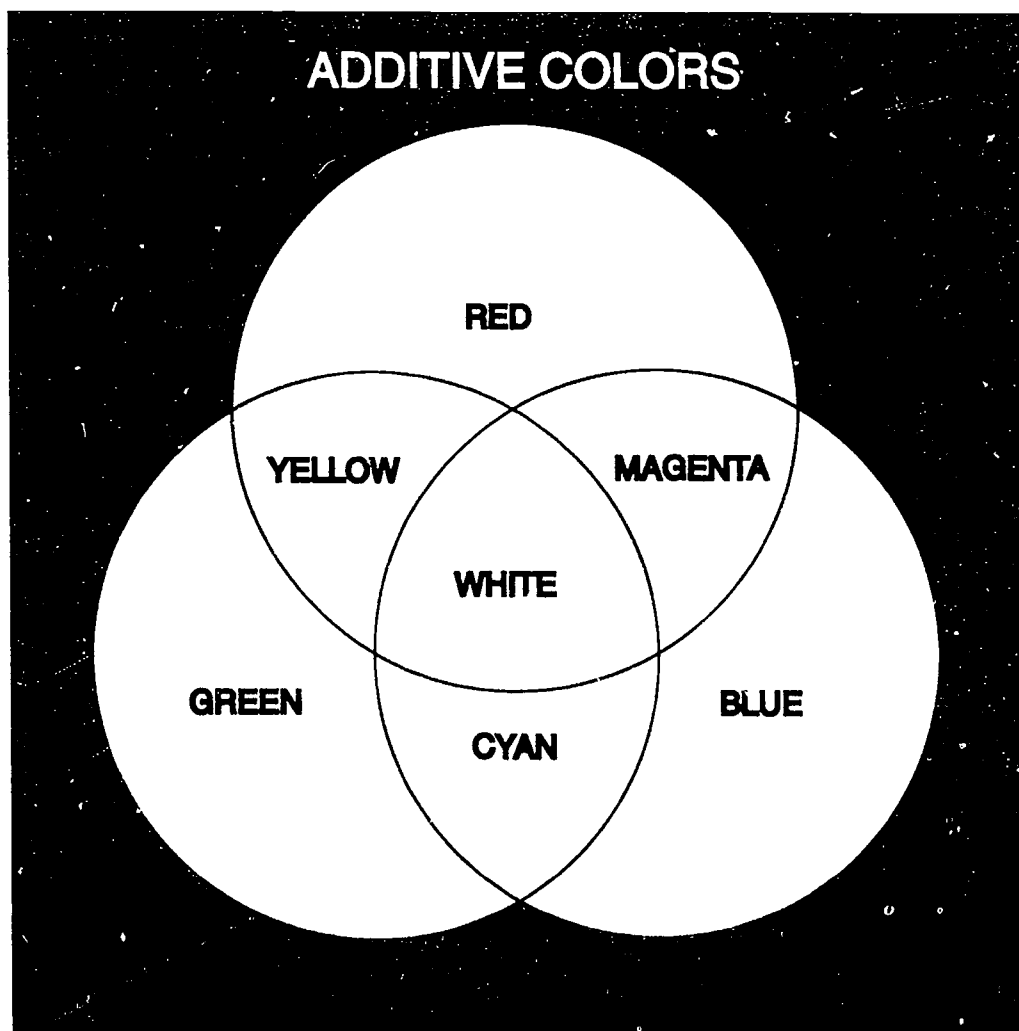 ADDITIVE COLORS
RED
YELLOW
MAGENTA
WHITE
GREEN
BLUE
CYAN